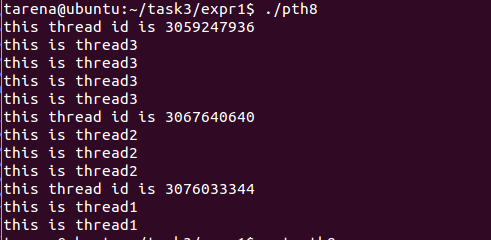 tarena@ubuntu:~/task3/expr1$ ./pth8
this thread id is 3059247936
this is thread3
this is thread3
this is thread3
this is thread3
this thread id is 3067640640
this is thread2
this is thread2
this is thread2
this thread id is 3076033344
this is thread1
this is thread1